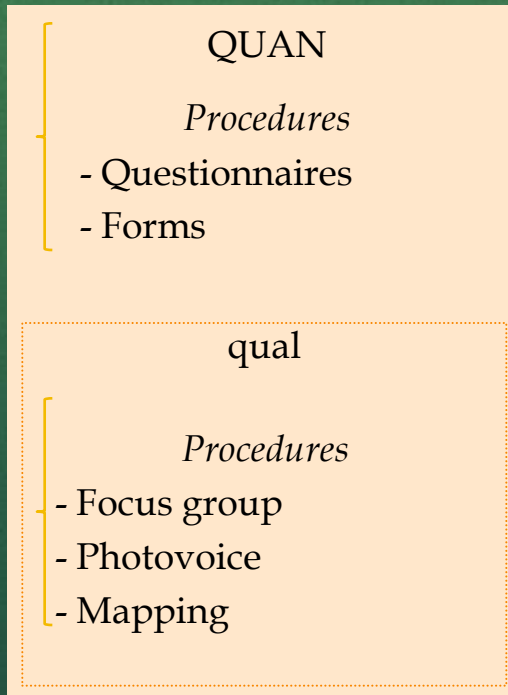 QUAN
Procedures
- Questionnaires
- Forms
qual
Procedures
- Focus group
- Photovoice
- Mapping